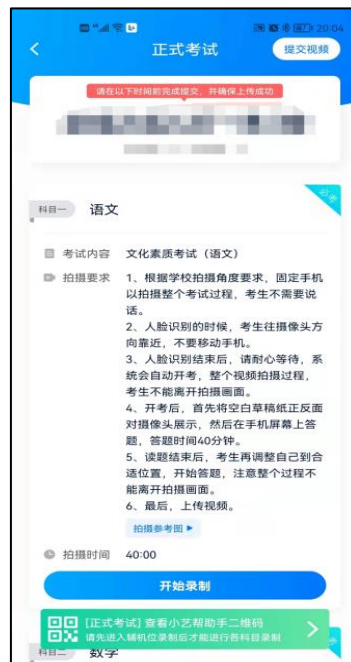 20:04
正式考试
提交视频
请在以下时间前完成提交，并确保上传成功
必考
科目一
语文
考试内容 文化素质考试（语文）
拍摄要求 1、根据学校拍摄角度要求，固定手机
以拍摄整个考试过程，考生不需要说
话。
2、人脸识别的时候，考生往摄像头方
向靠近，不要移动手机。
3、人脸识别结束后，请耐心等待，系
统会自动开考，整个视频拍摄过程，
考生不能离开拍摄画面。
4、开考后，首先将空白草稿纸正反面
对摄像头展示，然后在手机屏幕上答
题，答题时间40分钟。
5、读题结束后，考生再调整自己到合
适位置，开始答题，注意整个过程不
能离开拍摄画面。
6、最后，上传视频。
拍摄参考图
拍摄时间 40:00
开始录制
[正式考试] 查看小艺帮助手二维码
请先进入辅机位录制后才能进行各科目录制
科目二 数学